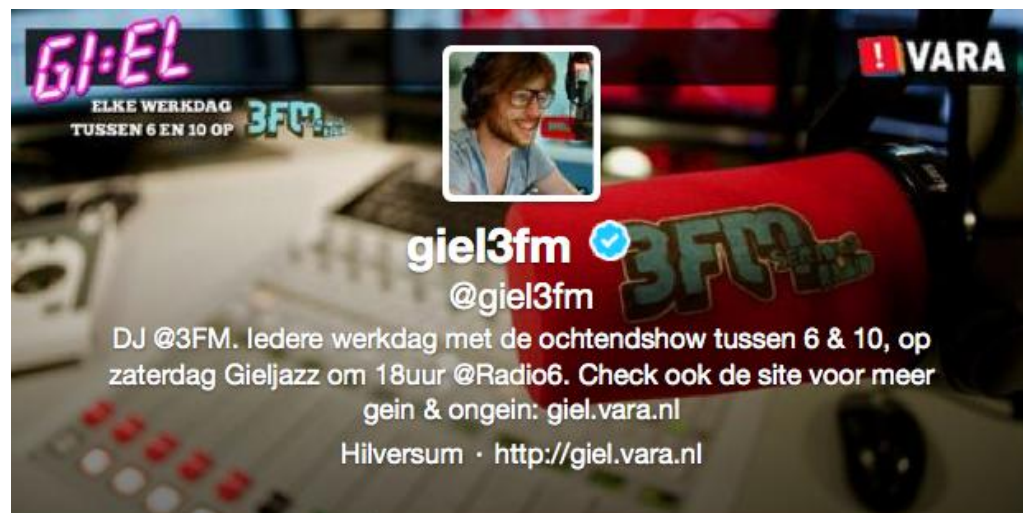 GI:EL
ELKE WERKDAG
TUSSEN 6 EN 10 OP 3FM
! VARA
3FM
giel3fm
@giel3fm
DJ @3FM. Iedere werkdag met de ochtendshow tussen 6 & 10, op
zaterdag Gieljazz om 18uur @Radio6. Check ook de site voor meer
gein & ongein: giel.vara.nl
Hilversum · http://giel.vara.nl